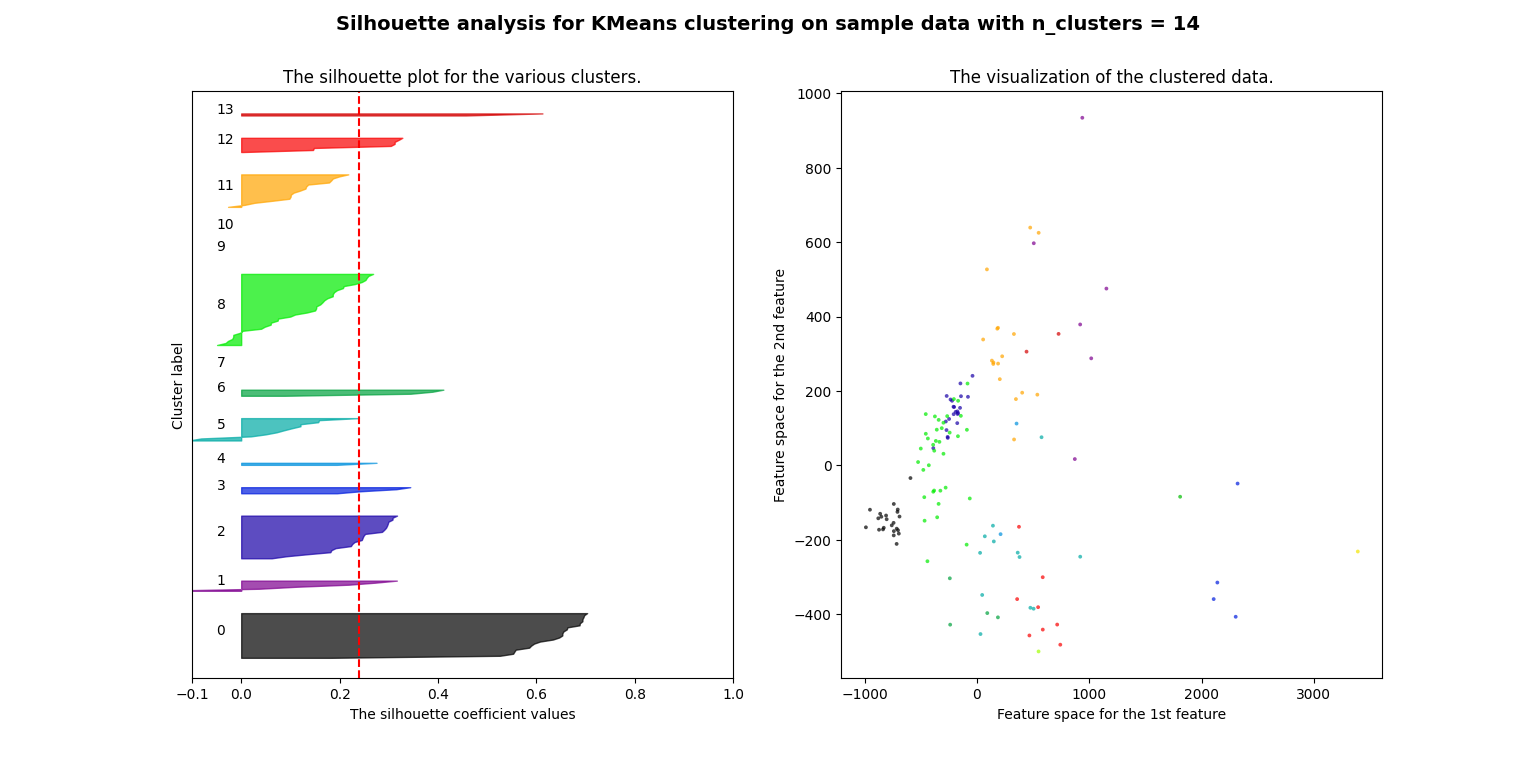 Silhouette analysis for KMeans clustering on sample data with n_clusters = 14
The silhouette plot for the various clusters.
13
12
11
10
9
8
7
6
5
4
3
2
1
0
Cluster label
−0.1 0.0 0.2 0.4 0.6 0.8 1.0
The silhouette coefficient values
The visualization of the clustered data.
1000
800
600
400
200
0
−200
−400
Feature space for the 2nd feature
−1000 0 1000 2000 3000
Feature space for the 1st feature